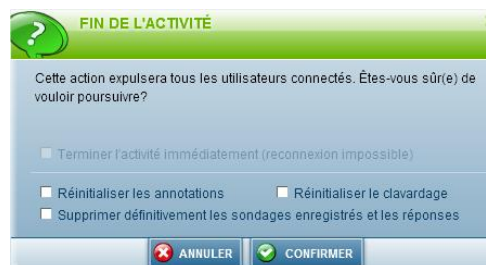 FIN DE L'ACTIVITÉ
Cette action expulsera tous les utilisateurs connectés. Êtes-vous sûr(e) de
vouloir poursuivre?
Terminer l'activité immédiatement (reconnexion impossible)
Réinitialiser les annotations Réinitialiser le clavardage
Supprimer définitivement les sondages enregistrés et les réponses
ANNULER CONFIRMER